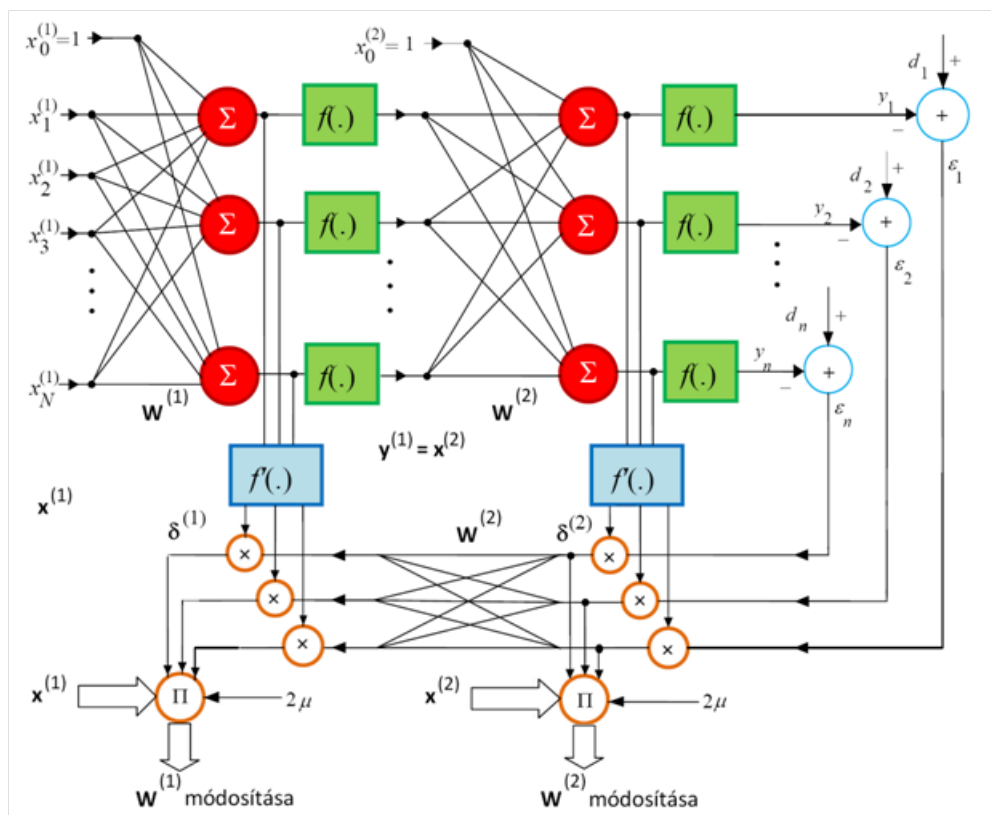 x₀⁽¹⁾=1
x₀⁽²⁾= 1
d₁
+
x₁⁽¹⁾
Σ
f(.)
Σ
f(.)
y₁
−
+
ε₁
x₂⁽¹⁾
d₂
+
x₃⁽¹⁾
Σ
f(.)
Σ
f(.)
y₂
−
+
ε₂
dₙ
+
x_N⁽¹⁾
Σ
f(.)
Σ
f(.)
yₙ
−
+
εₙ
W⁽¹⁾
W⁽²⁾
y⁽¹⁾ = x⁽²⁾
f'(.)
f'(.)
x⁽¹⁾
δ⁽¹⁾
W⁽²⁾
δ⁽²⁾
×
×
×
×
×
×
x⁽¹⁾
Π
2μ
x⁽²⁾
Π
2μ
W⁽¹⁾ módosítása
W⁽²⁾ módosítása